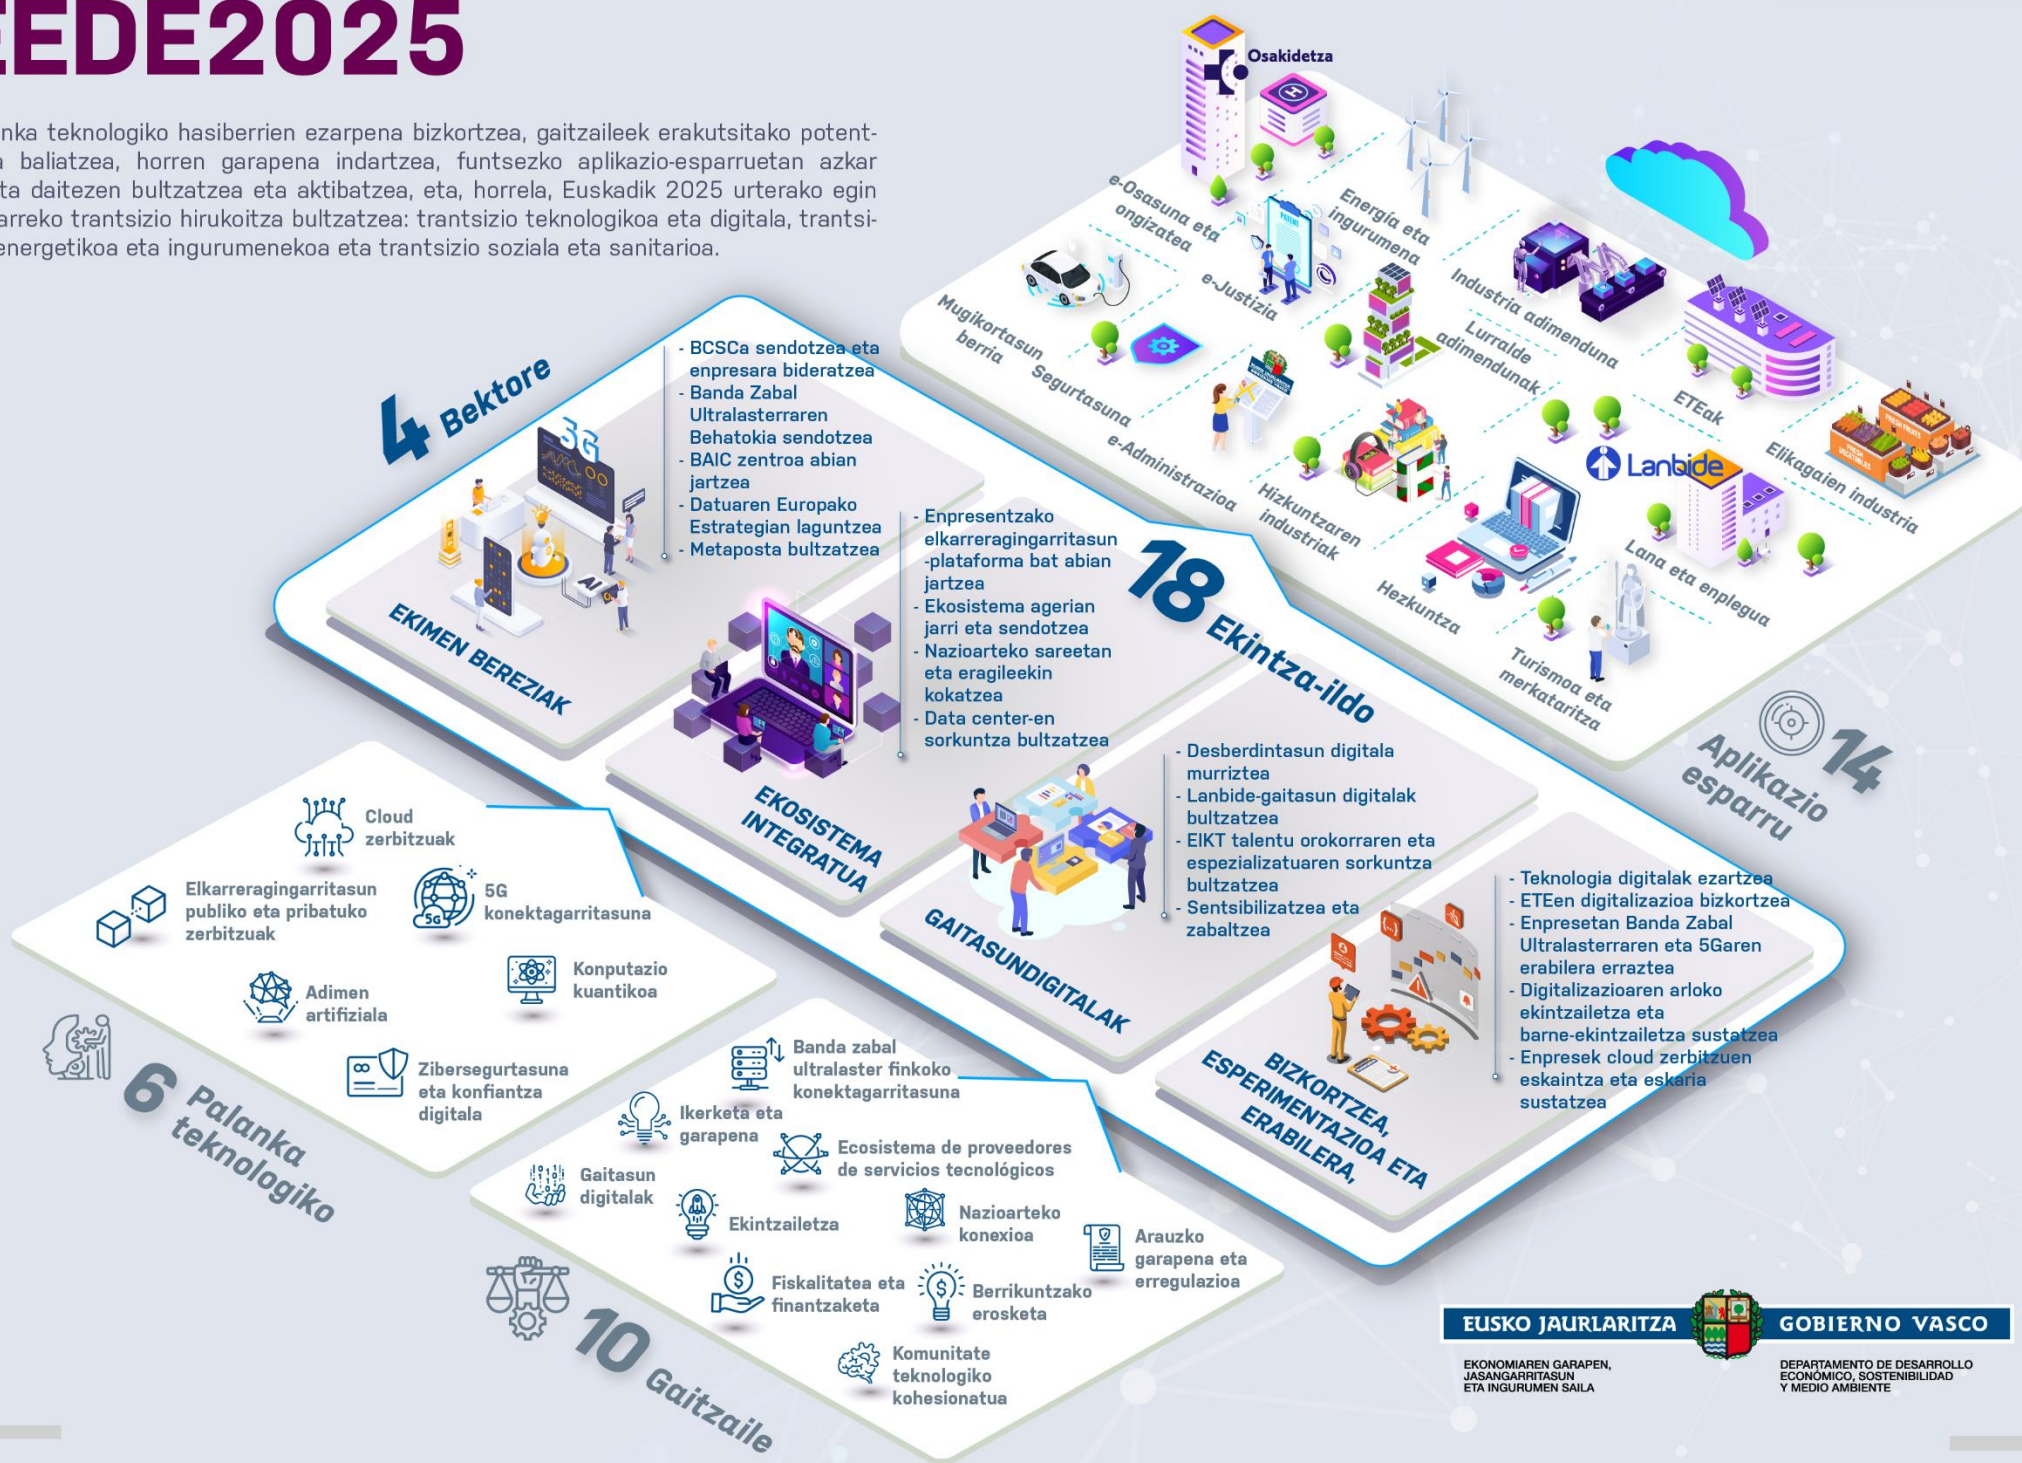 EEDE2025
nka teknologiko hasiberrien ezarpena bizkortzea, gaitzaileek erakutsitako potent-
baliatzea, horren garapena indartzea, funtsezko aplikazio-esparruetan azkar
ta daitezen bultzatzea eta aktibatzea, eta, horrela, Euskadik 2025 urterako egin
arreko trantsizio hirukoitza bultzatzea: trantsizio teknologikoa eta digitala, trantsi-
energetikoa eta ingurumenekoa eta trantsizio soziala eta sanitarioa.
Osakidetza
e-Osasuna eta
ongizatea
Energía eta
ingurumena
PATENT
e-Justizia
Industria adimenduna
Mugikortasun
berria
Segurtasuna
Lurralde
adimendunak
ETEak
e-Administrazioa
Hizkuntzaren
industriak
Lanbide
FRESH FRUITS
FRESH
VEGETABLES
Elikagaien industria
Hezkuntza
Lana eta enplegua
Turismoa eta
merkataritza
14
Aplikazio
esparru
4 Bektore
5G
AI
- BCSCa sendotzea eta
enpresara bideratzea
- Banda Zabal
Ultralasterraren
Behatokia sendotzea
- BAIC zentroa abian
jartzea
- Datuaren Europako
Estrategian laguntzea
- Metaposta bultzatzea
EKIMEN BEREZIAK
18 Ekintza-ildo
- Enpresentzako
elkarreragingarritasun
-plataforma bat abian
jartzea
- Ekosistema agerian
jarri eta sendotzea
- Nazioarteko sareetan
eta eragileekin
kokatzea
- Data center-en
sorkuntza bultzatzea
EKOSISTEMA
INTEGRATUA
- Desberdintasun digitala
murriztea
- Lanbide-gaitasun digitalak
bultzatzea
- EIKT talentu orokorraren eta
espezializatuaren sorkuntza
bultzatzea
- Sentsibilizatzea eta
zabaltzea
GAITASUNDIGITALAK
- Teknologia digitalak ezartzea
- ETEen digitalizazioa bizkortzea
- Enpresetan Banda Zabal
Ultralasterraren eta 5Garen
erabilera erraztea
- Digitalizazioaren arloko
ekintzailetza eta
barne-ekintzailetza sustatzea
- Enpresek cloud zerbitzuen
eskaintza eta eskaria
sustatzea
BIZKORTZEA,
ESPERIMENTAZIOA ETA
ERABILERA,
Cloud
zerbitzuak
Elkarreragingarritasun
publiko eta pribatuko
zerbitzuak
5G
5G
konektagarritasuna
Adimen
artifiziala
Konputazio
kuantikoa
Zibersegurtasuna
eta konfiantza
digitala
6 Palanka
teknologiko
Banda zabal
ultralaster finkoko
konektagarritasuna
Ikerketa eta
garapena
Ecosistema de proveedores
de servicios tecnológicos
Gaitasun
digitalak
Ekintzailetza
Nazioarteko
konexioa
Arauzko
garapena eta
erregulazioa
Fiskalitatea eta
finantzaketa
Berrikuntzako
erosketa
Komunitate
teknologiko
kohesionatua
10 Gaitzaile
EUSKO JAURLARITZA
GOBIERNO VASCO
EKONOMIAREN GARAPEN,
JASANGARRITASUN
ETA INGURUMEN SAILA
DEPARTAMENTO DE DESARROLLO
ECONÓMICO, SOSTENIBILIDAD
Y MEDIO AMBIENTE